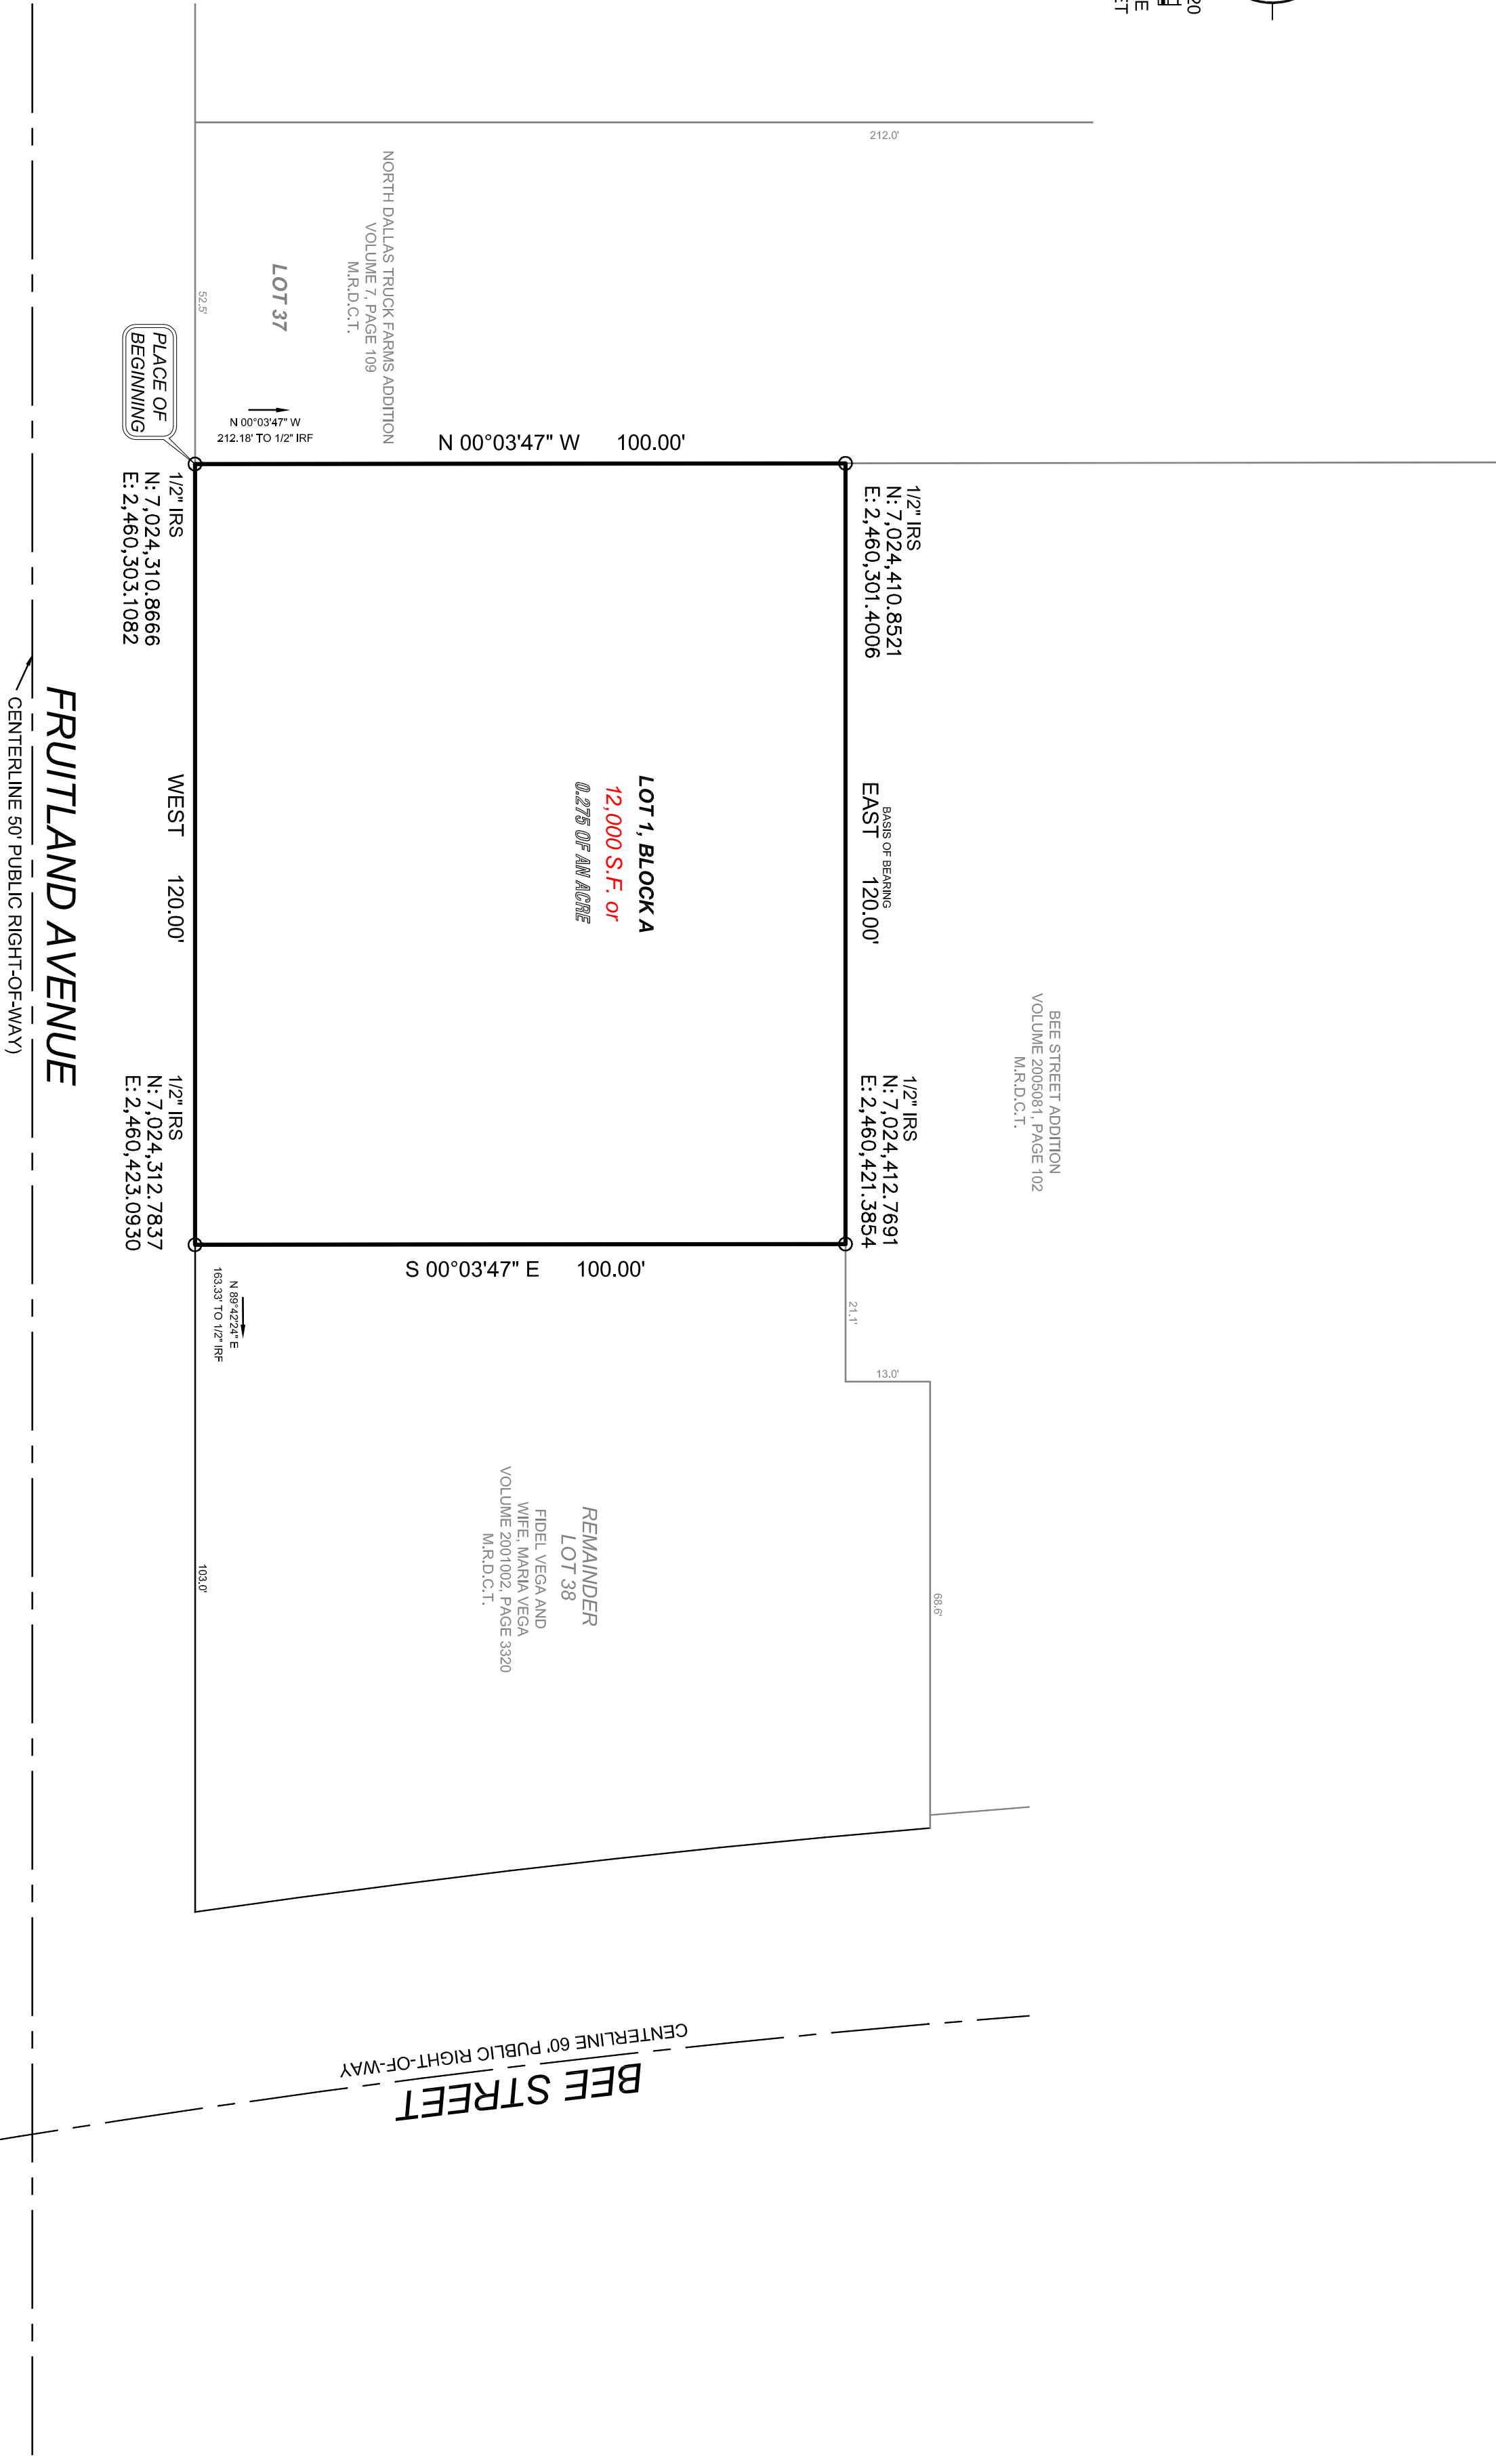 20
E
ET
212.0'
NORTH DALLAS TRUCK FARMS ADDITION
VOLUME 7, PAGE 109
M.R.D.C.T.
LOT 37
52.5'
PLACE OF
BEGINNING
N 00°03'47" W
212.18' TO 1/2" IRF
N 00°03'47" W 100.00'
1/2" IRS
N: 7,024,410.8521
E: 2,460,301.4006
BASIS OF BEARING
EAST 120.00'
1/2" IRS
N: 7,024,412.7691
E: 2,460,421.3854
BEE STREET ADDITION
VOLUME 2005081, PAGE 102
M.R.D.C.T.
LOT 1, BLOCK A
12,000 S.F. or
0.275 OF AN ACRE
1/2" IRS
N: 7,024,310.8666
E: 2,460,303.1082
WEST 120.00'
1/2" IRS
N: 7,024,312.7837
E: 2,460,423.0930
S 00°03'47" E 100.00'
N 89°42'24" E
163.33' TO 1/2" IRF
21.1'
13.0'
68.6'
REMAINDER
LOT 38
FIDEL VEGA AND
WIFE, MARIA VEGA
VOLUME 2001002, PAGE 3320
M.R.D.C.T.
103.0'
FRUITLAND AVENUE
CENTERLINE 50' PUBLIC RIGHT-OF-WAY)
CENTERLINE 60' PUBLIC RIGHT-OF-WAY
BEE STREET